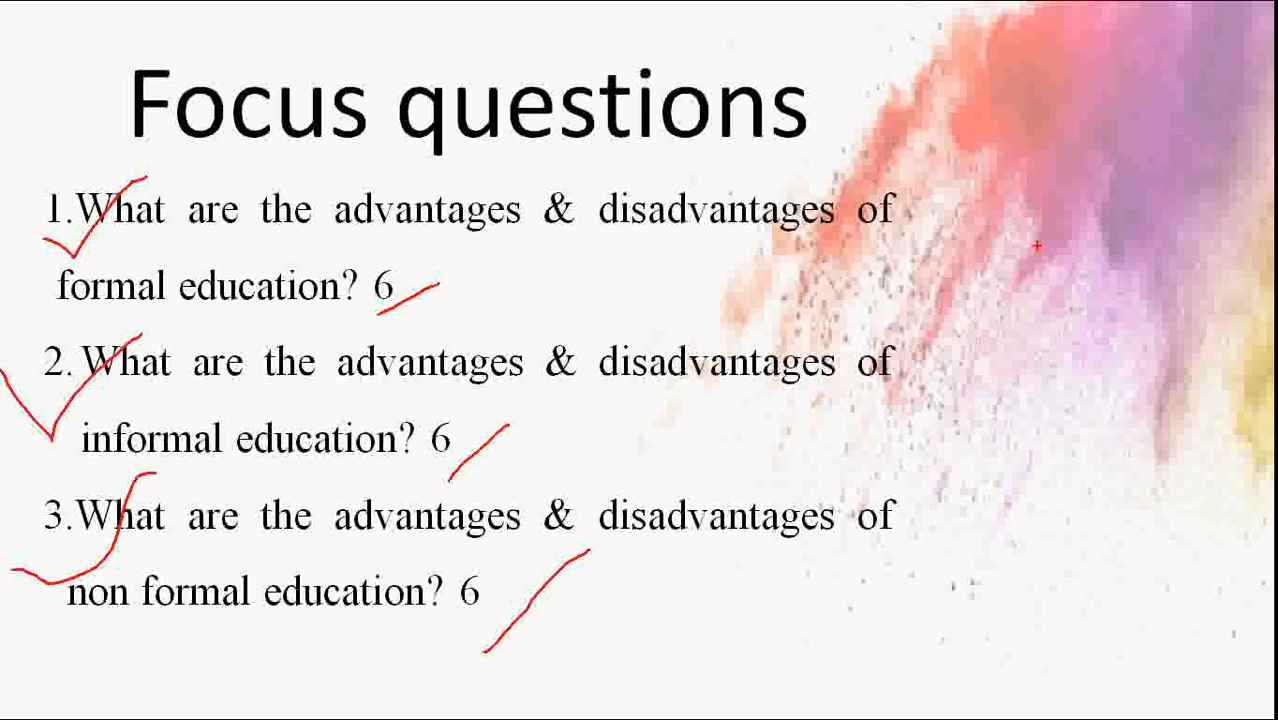 Focus questions
1.What are the advantages & disadvantages of
formal education? 6
2. What are the advantages & disadvantages of
informal education? 6
3.What are the advantages & disadvantages of
non formal education? 6